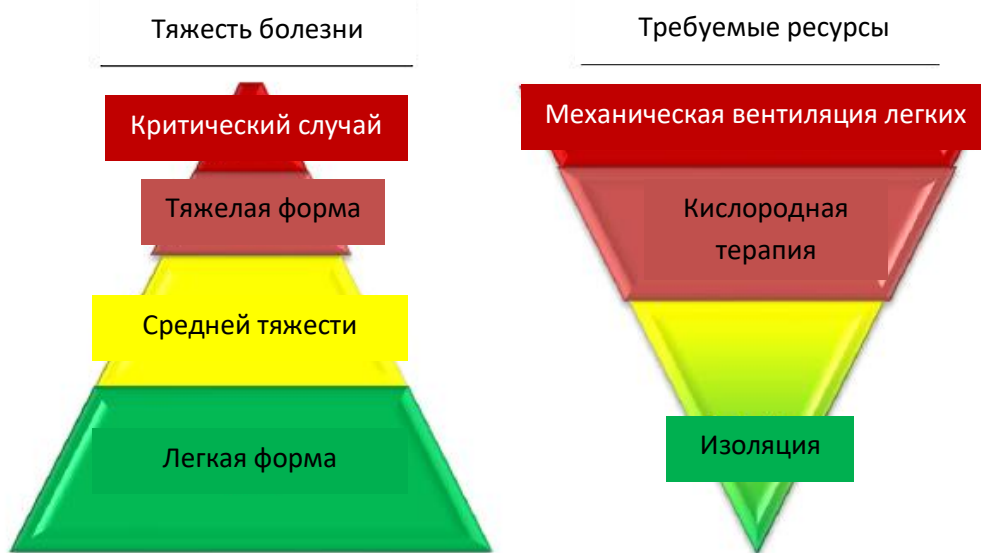 Тяжесть болезни
Критический случай
Тяжелая форма
Средней тяжести
Легкая форма
Требуемые ресурсы
Механическая вентиляция легких
Кислородная
терапия
Изоляция